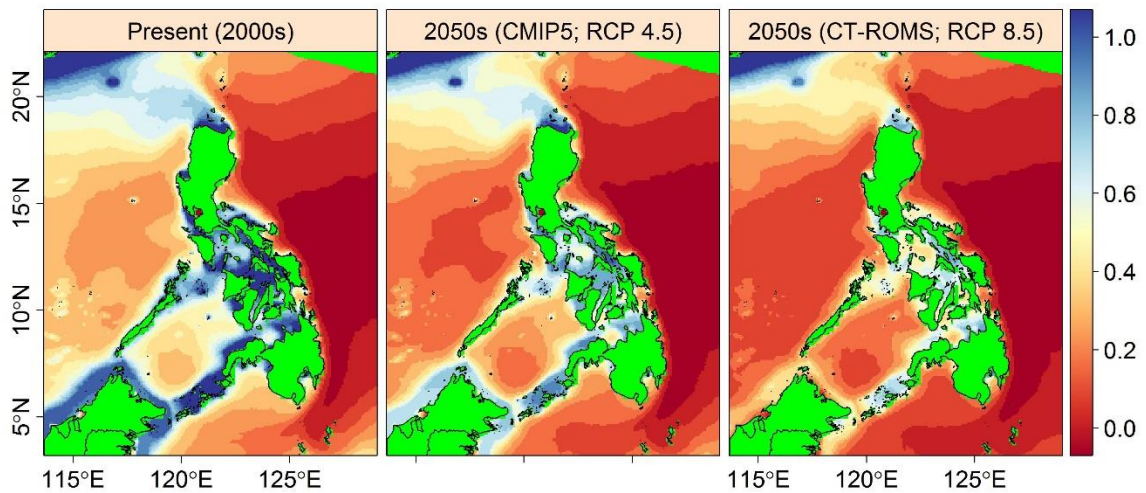 Present (2000s)
2050s (CMIP5; RCP 4.5)
2050s (CT-ROMS; RCP 8.5)
20°N
15°N
10°N
5°N
115°E
120°E
125°E
115°E
120°E
125°E
1.0
0.8
0.6
0.4
0.2
0.0